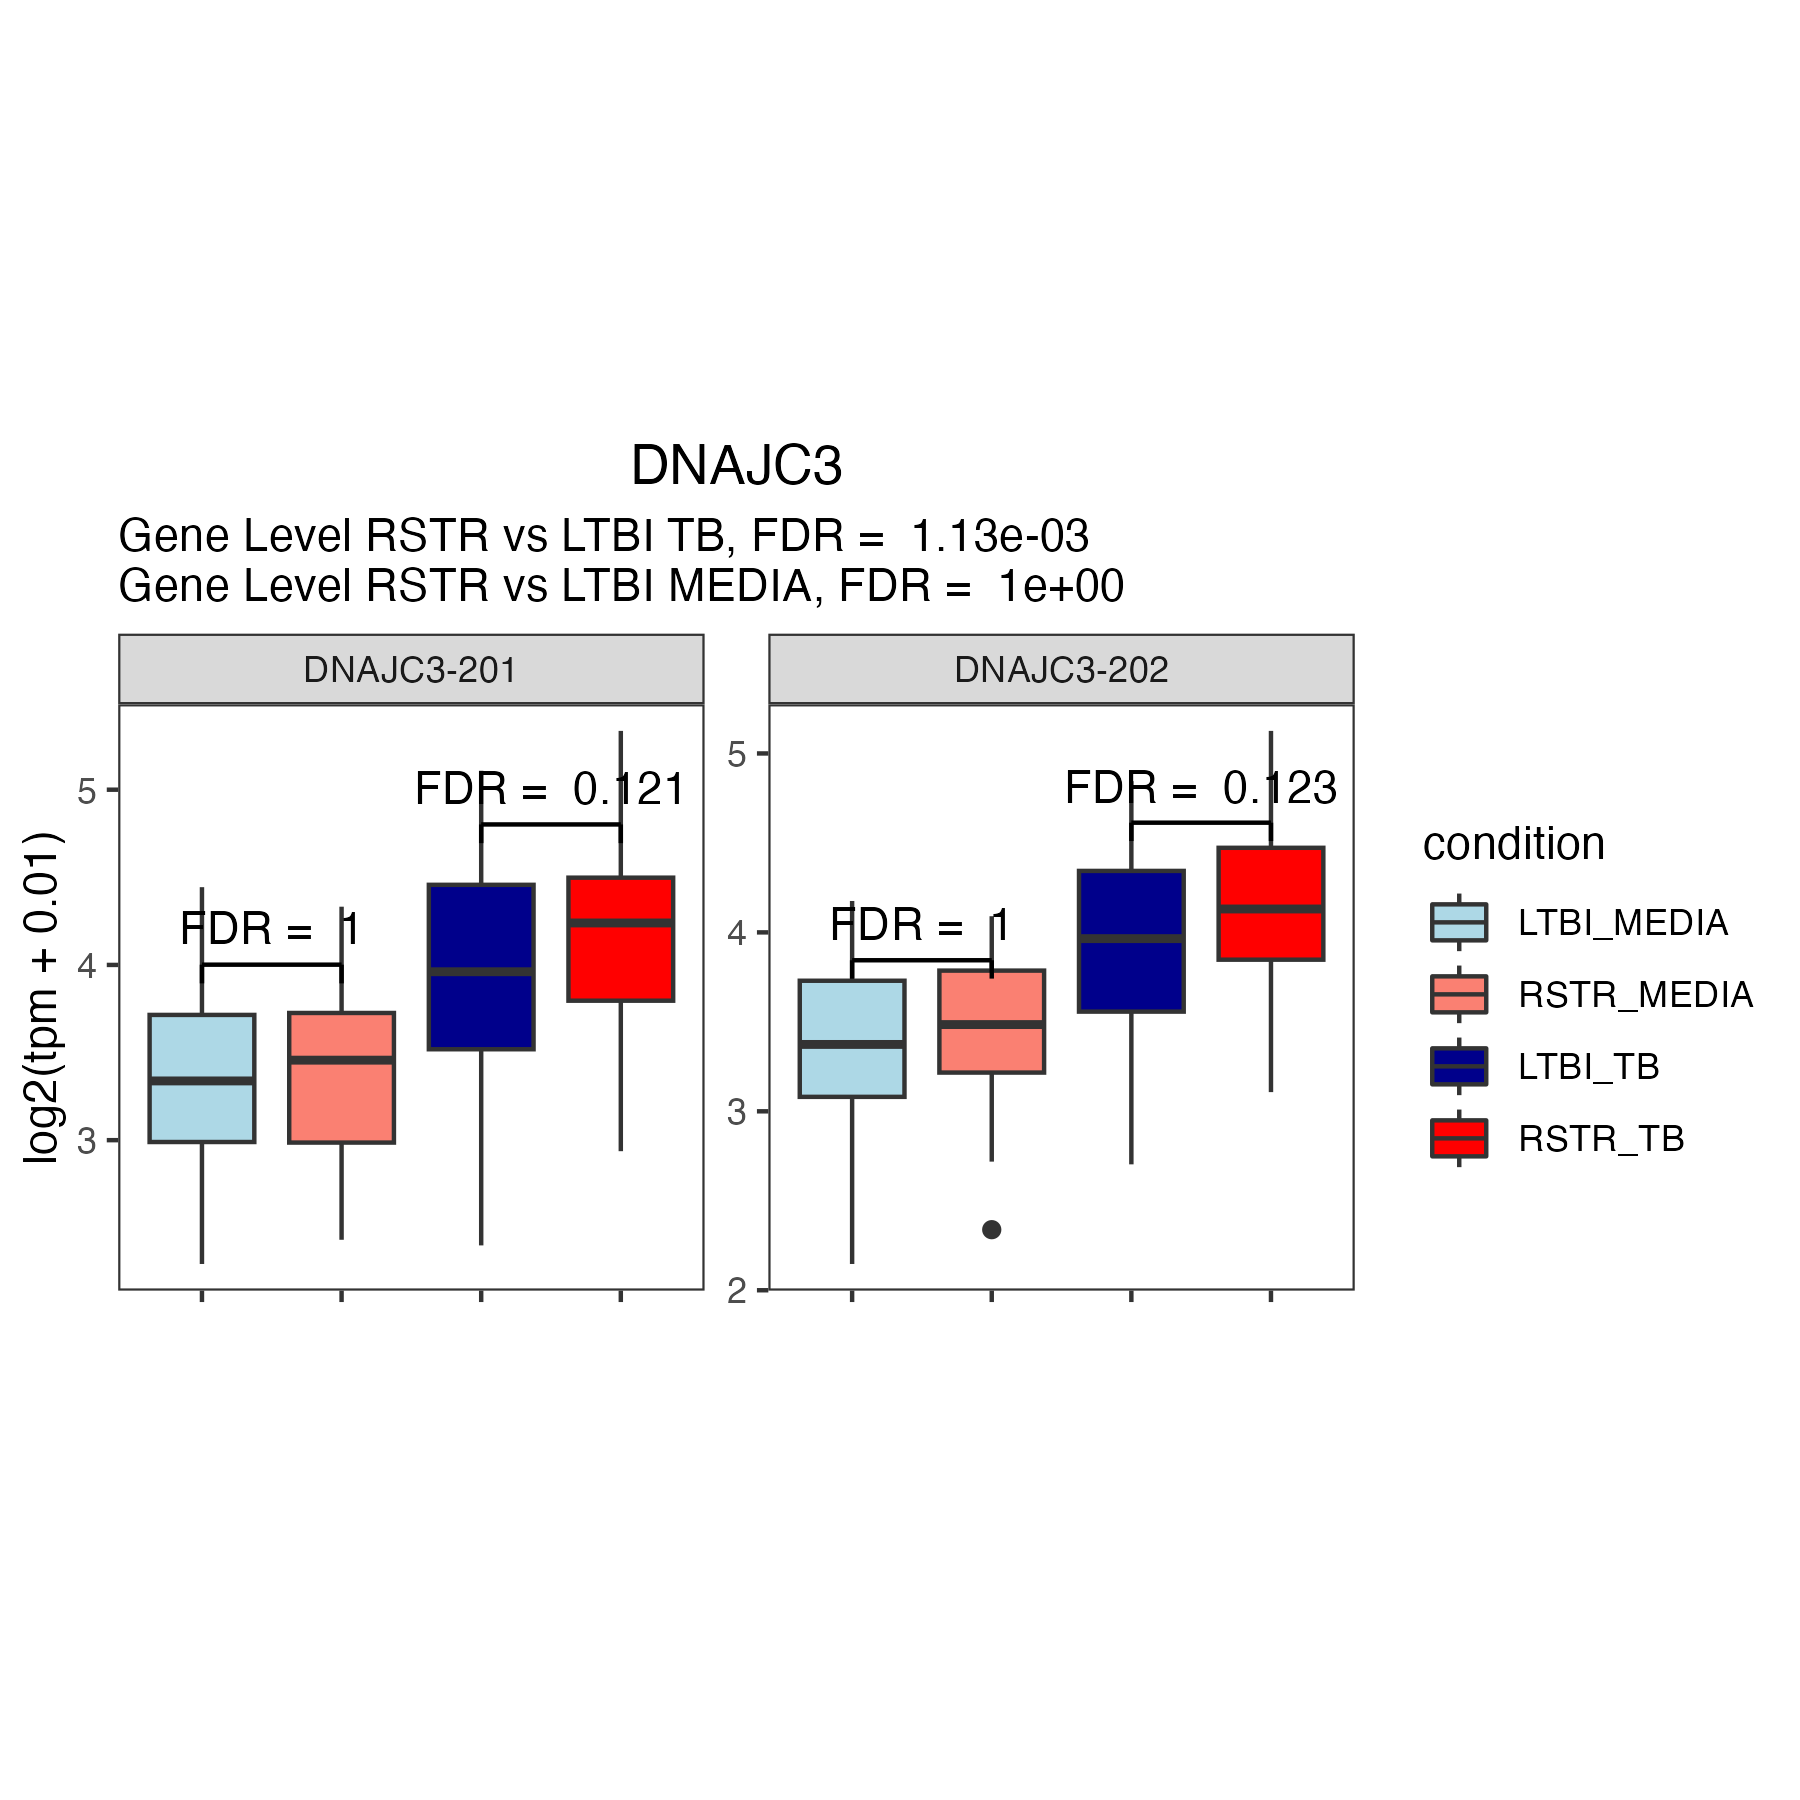 DNAJC3
Gene Level RSTR vs LTBI TB, FDR =  1.13e-03
Gene Level RSTR vs LTBI MEDIA, FDR =  1e+00
DNAJC3-201
DNAJC3-202
log2(tpm + 0.01)
5
4
3
FDR =  1
FDR =  0.121
5
4
3
2
FDR =  1
FDR =  0.123
condition
LTBI_MEDIA
RSTR_MEDIA
LTBI_TB
RSTR_TB